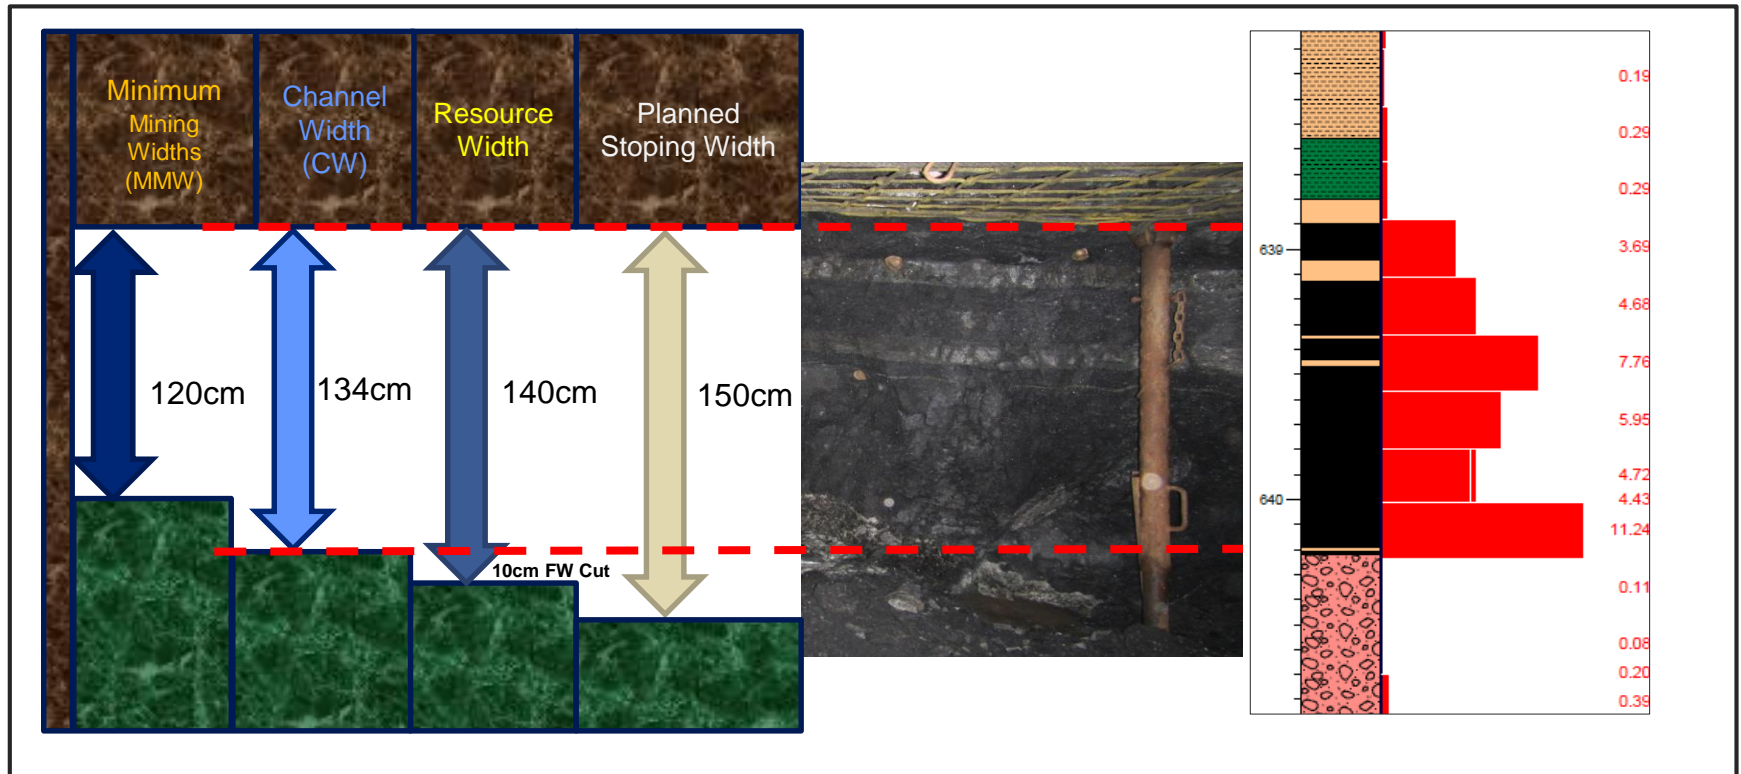 Minimum
Mining
Widths
(MMW)
Channel
Width
(CW)
Resource
Width
Planned
Stoping Width
120cm
134cm
140cm
150cm
10cm FW Cut
639
640
0.19
0.29
0.29
3.69
4.68
7.76
5.95
4.72
4.43
11.24
0.11
0.08
0.20
0.39